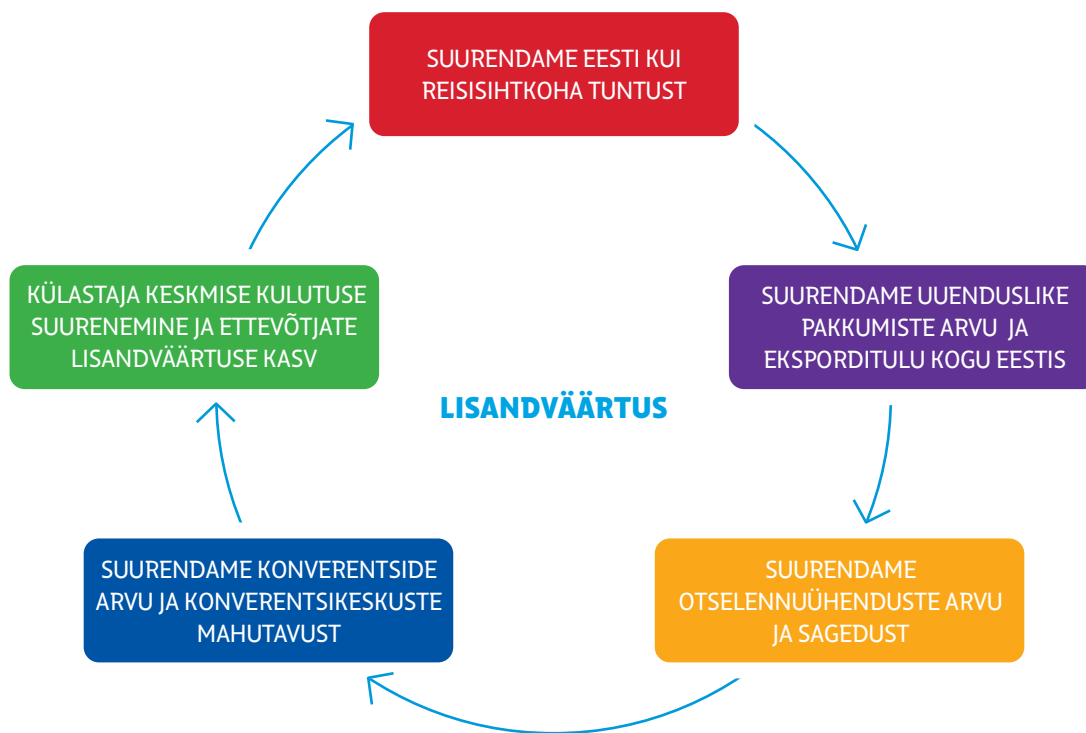 SUURENDAME EESTI KUI
REISISIHTKOHA TUNTUST
SUURENDAME UUENDUSLIKE
PAKKUMISTE ARVU JA
EKSPORDITULU KOGU EESTIS
SUURENDAME
OTSELENNUÜHENDUSTE ARVU
JA SAGEDUST
SUURENDAME KONVERENTSIDE
ARVU JA KONVERENTSIKESKUSTE
MAHUTAVUST
KÜLASTAJA KESKMISE KULUTUSE
SUURENEMINE JA ETTEVÕTJATE
LISANDVÄÄRTUSE KASV
LISANDVÄÄRTUS